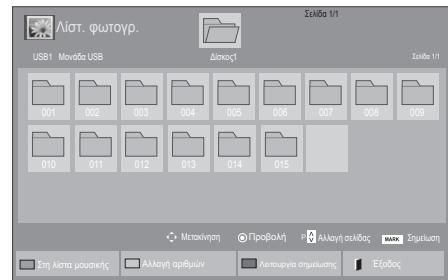 Σελίδα 1/1
Λίστ. φωτογρ.
USB1 Μονάδα USB Δίσκος1 Σελίδα 1/1
001 002 003 004 005 006 007 008 009
010 011 012 013 014 015
Μετακίνηση Προβολή P Αλλαγή σελίδας MARK Σημείωση
Στη λίστα μουσικής Αλλαγή αριθμών Λειτουργία σημείωσης Έξοδος